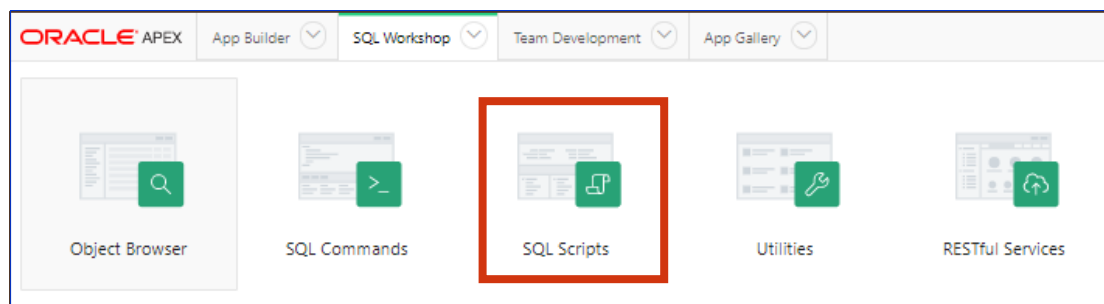 ORACLE APEX App Builder SQL Workshop Team Development App Gallery
>_
Object Browser SQL Commands SQL Scripts Utilities RESTful Services